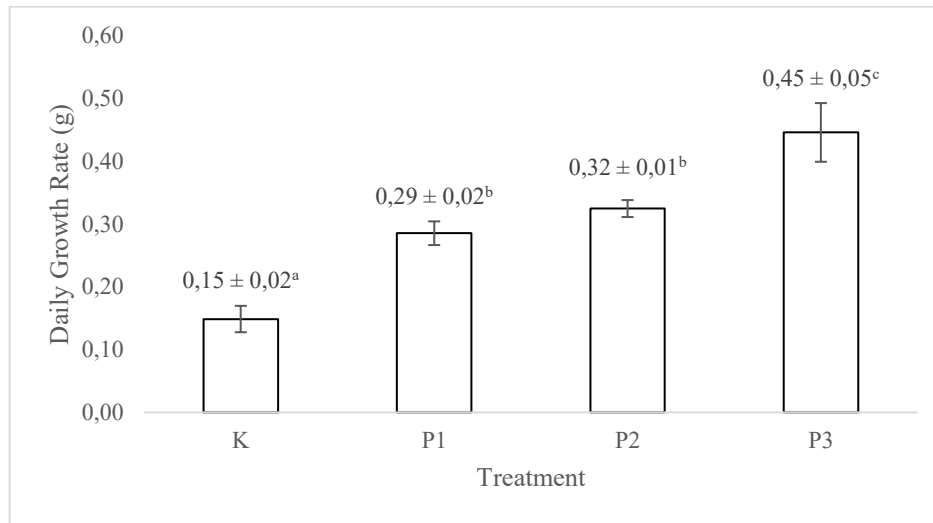 0,60
0,50
0,40
0,30
0,20
0,10
0,00
Daily Growth Rate (g)
0,15 ± 0,02ᵃ
0,29 ± 0,02ᵇ
0,32 ± 0,01ᵇ
0,45 ± 0,05ᶜ
K
P1
P2
P3
Treatment